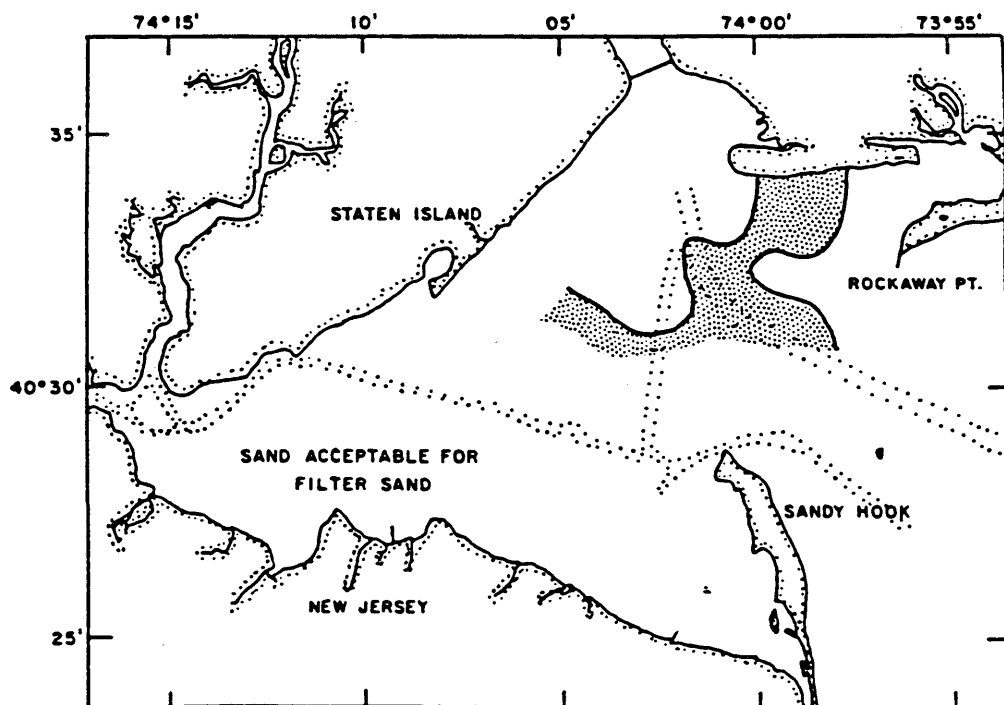 74°15'
10'
05'
74°00'
73°55'
35'
STATEN ISLAND
ROCKAWAY PT.
40°30'
SAND ACCEPTABLE FOR
FILTER SAND
SANDY HOOK
NEW JERSEY
25'